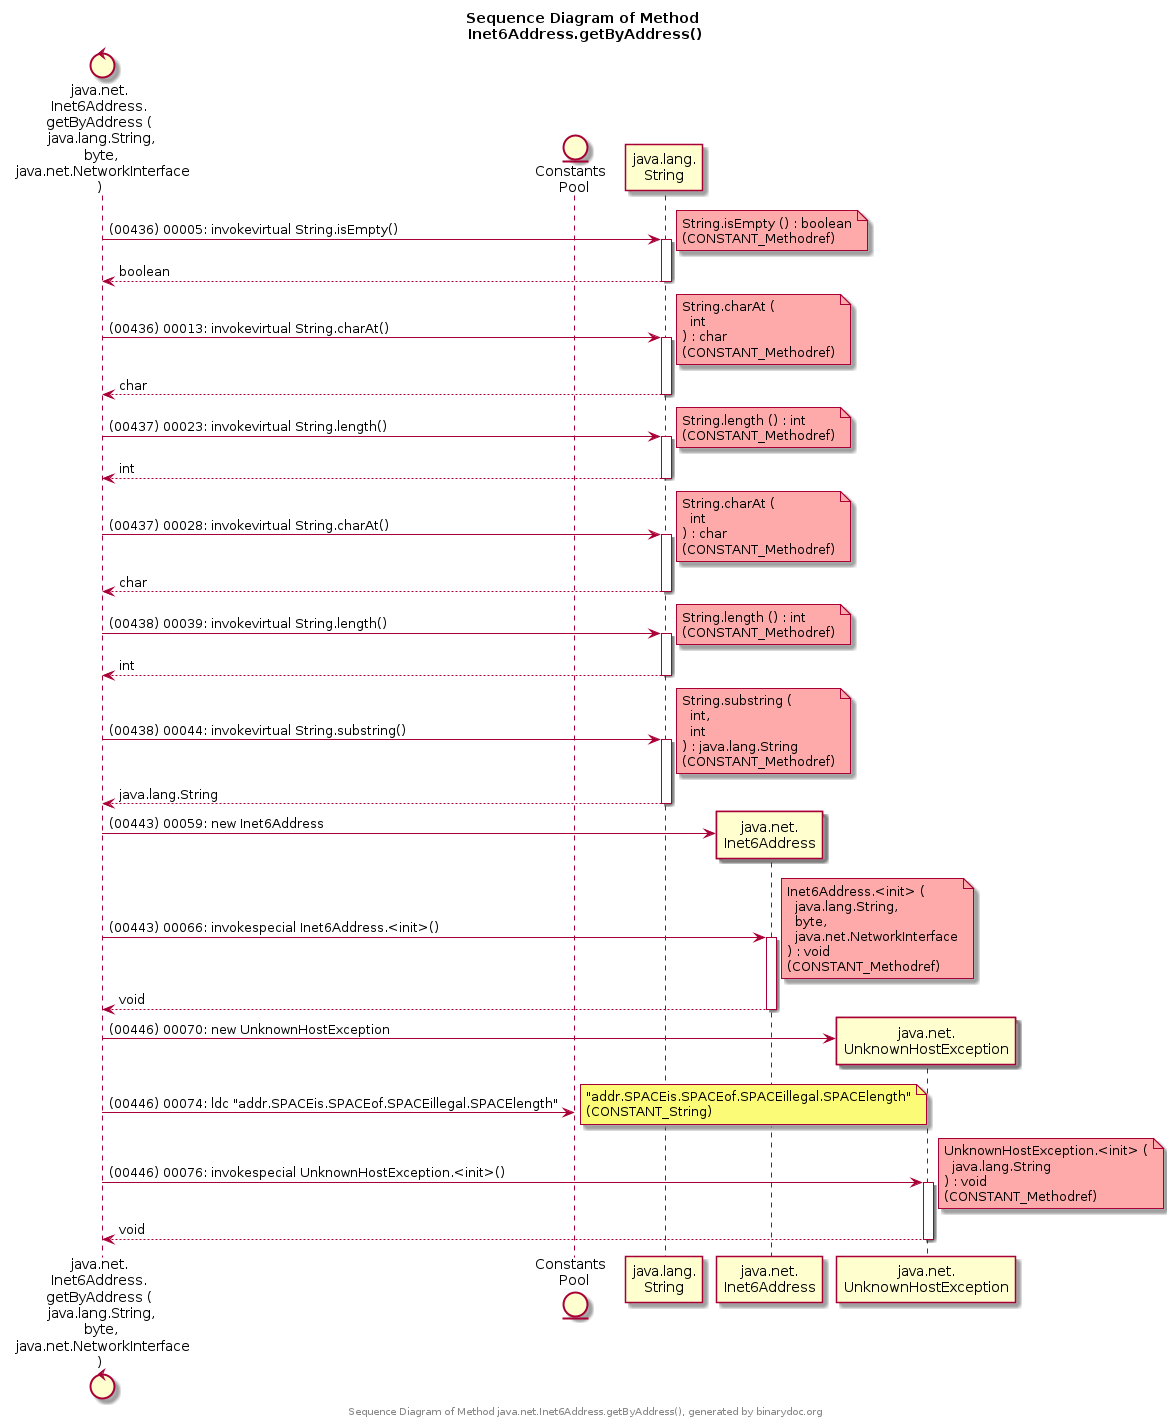 Sequence Diagram of Method
Inet6Address.getByAddress()
java.net.
Inet6Address.
getByAddress (
java.lang.String,
byte,
java.net.NetworkInterface
)
Constants
Pool
java.lang.
String
(00436) 00005: invokevirtual String.isEmpty()
String.isEmpty () : boolean
(CONSTANT_Methodref)
boolean
String.charAt (
int
) : char
(CONSTANT_Methodref)
(00436) 00013: invokevirtual String.charAt()
char
(00437) 00023: invokevirtual String.length()
String.length () : int
(CONSTANT_Methodref)
int
String.charAt (
int
) : char
(CONSTANT_Methodref)
(00437) 00028: invokevirtual String.charAt()
char
(00438) 00039: invokevirtual String.length()
String.length () : int
(CONSTANT_Methodref)
int
String.substring (
int,
int
) : java.lang.String
(CONSTANT_Methodref)
(00438) 00044: invokevirtual String.substring()
java.lang.String
(00443) 00059: new Inet6Address
java.net.
Inet6Address
Inet6Address.<init> (
java.lang.String,
byte,
java.net.NetworkInterface
) : void
(CONSTANT_Methodref)
(00443) 00066: invokespecial Inet6Address.<init>()
void
(00446) 00070: new UnknownHostException
java.net.
UnknownHostException
(00446) 00074: ldc "addr.SPACEis.SPACEof.SPACEillegal.SPACElength"
"addr.SPACEis.SPACEof.SPACEillegal.SPACElength"
(CONSTANT_String)
UnknownHostException.<init> (
java.lang.String
) : void
(CONSTANT_Methodref)
(00446) 00076: invokespecial UnknownHostException.<init>()
void
java.net.
Inet6Address.
getByAddress (
java.lang.String,
byte,
java.net.NetworkInterface
)
Constants
Pool
java.lang.
String
java.net.
Inet6Address
java.net.
UnknownHostException
Sequence Diagram of Method java.net.Inet6Address.getByAddress(), generated by binarydoc.org